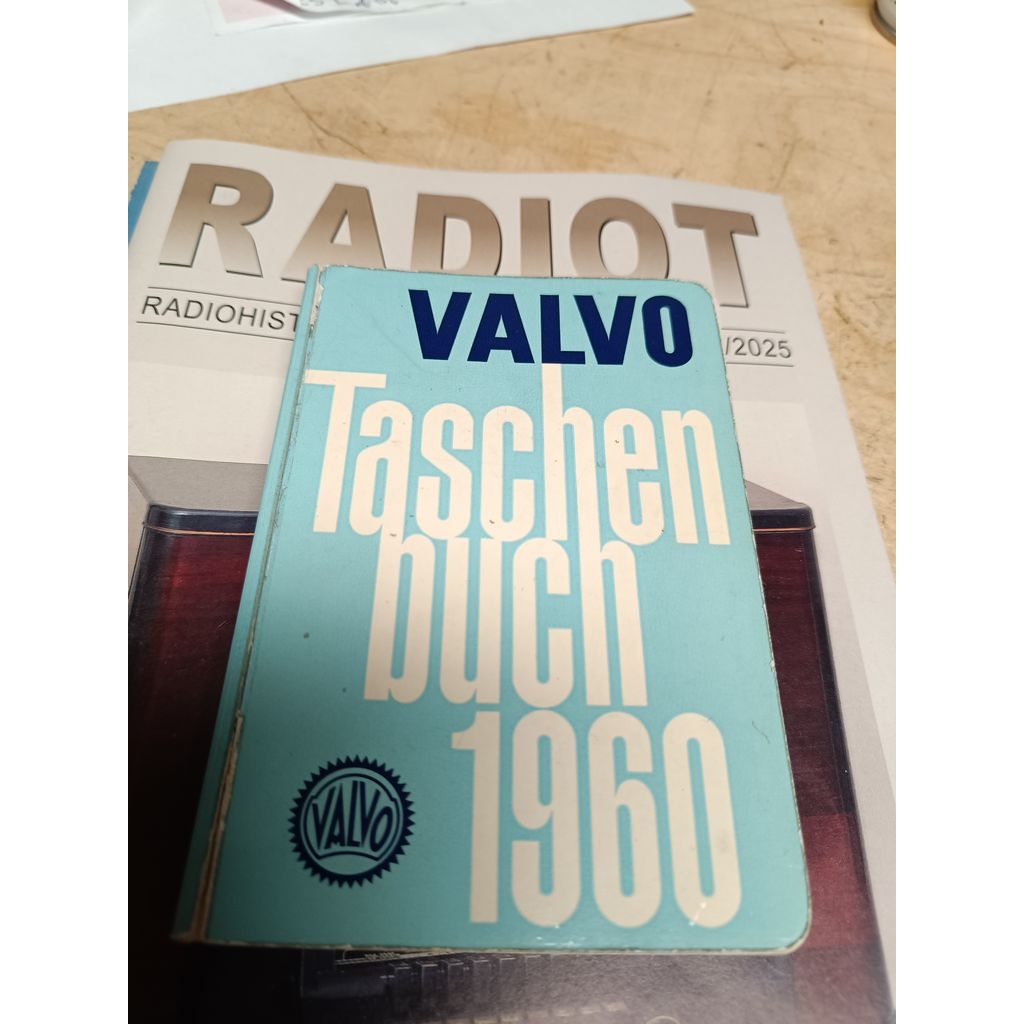 RADIOT
RADIOHIST
/2025
VALVO
Taschen
buch
1960
VALVO